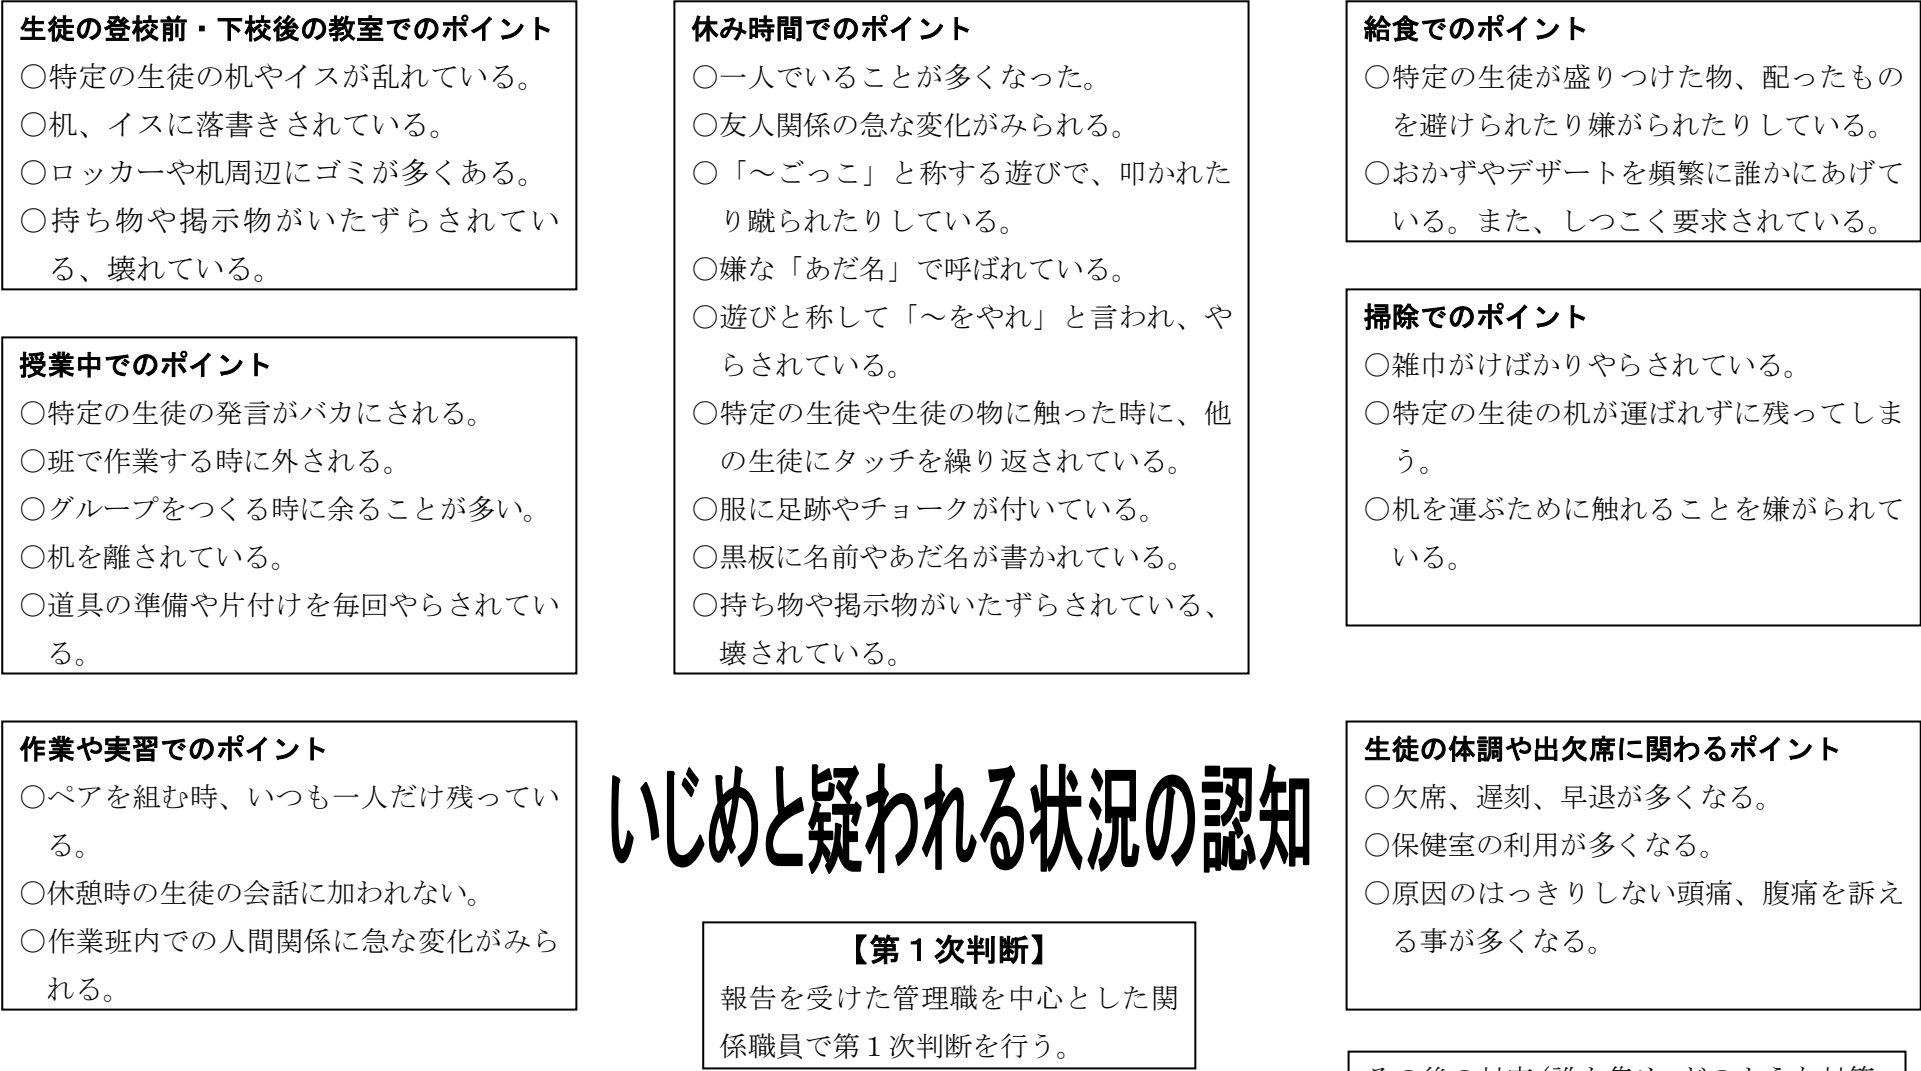 生徒の登校前・下校後の教室でのポイント
○特定の生徒の机やイスが乱れている。
○机、イスに落書きされている。
○ロッカーや机周辺にゴミが多くある。
○持ち物や掲示物がいたずらされてい
る、壊れている。
授業中でのポイント
○特定の生徒の発言がバカにされる。
○班で作業する時に外される。
○グループをつくる時に余ることが多い。
○机を離されている。
○道具の準備や片付けを毎回やらされてい
る。
作業や実習でのポイント
○ペアを組む時、いつも一人だけ残ってい
る。
○休憩時の生徒の会話に加われない。
○作業班内での人間関係に急な変化がみら
れる。
休み時間でのポイント
○一人でいることが多くなった。
○友人関係の急な変化がみられる。
○「～ごっこ」と称する遊びで、叩かれた
り蹴られたりしている。
○嫌な「あだ名」で呼ばれている。
○遊びと称して「～をやれ」と言われ、や
らされている。
○特定の生徒や生徒の物に触った時に、他
の生徒にタッチを繰り返されている。
○服に足跡やチョークが付いている。
○黒板に名前やあだ名が書かれている。
○持ち物や掲示物がいたずらされている、
壊されている。
いじめと疑われる状況の認知
【第１次判断】
報告を受けた管理職を中心とした関
係職員で第１次判断を行う。
給食でのポイント
○特定の生徒が盛りつけた物、配ったもの
を避けられたり嫌がられたりしている。
○おかずやデザートを頻繁に誰かにあげて
いる。また、しつこく要求されている。
掃除でのポイント
○雑巾がけばかりやらされている。
○特定の生徒の机が運ばれずに残ってしま
う。
○机を運ぶために触れることを嫌がられて
いる。
生徒の体調や出欠席に関わるポイント
○欠席、遅刻、早退が多くなる。
○保健室の利用が多くなる。
○原因のはっきりしない頭痛、腹痛を訴え
る事が多くなる。